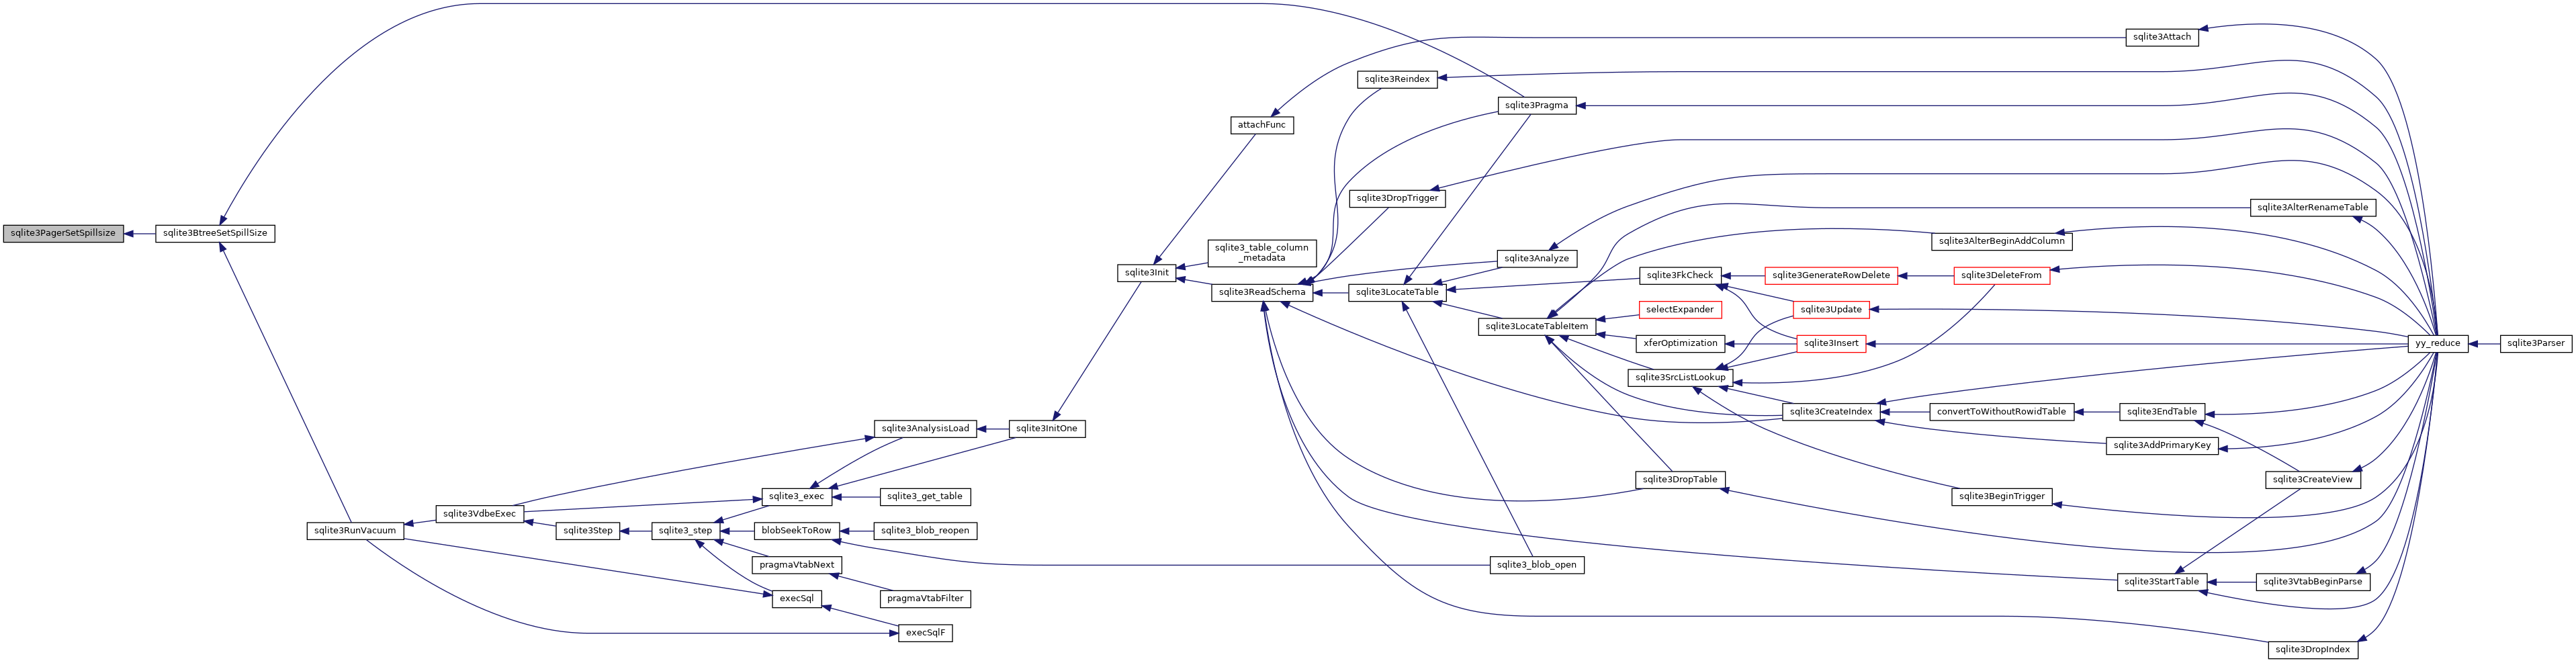 sqlite3PagerSetSpillsize
sqlite3BtreeSetSpillSize
sqlite3RunVacuum
sqlite3VdbeExec
sqlite3Step
sqlite3_step
sqlite3_exec
blobSeekToRow
pragmaVtabNext
execSql
sqlite3AnalysisLoad
sqlite3_get_table
sqlite3_blob_reopen
pragmaVtabFilter
execSqlF
sqlite3InitOne
sqlite3Init
attachFunc
sqlite3_table_column
_metadata
sqlite3ReadSchema
sqlite3Reindex
sqlite3DropTrigger
sqlite3LocateTable
sqlite3Pragma
sqlite3Analyze
sqlite3LocateTableItem
sqlite3_blob_open
sqlite3FkCheck
selectExpander
xferOptimization
sqlite3SrcListLookup
sqlite3DropTable
sqlite3GenerateRowDelete
sqlite3Update
sqlite3Insert
sqlite3CreateIndex
sqlite3AlterBeginAddColumn
sqlite3DeleteFrom
convertToWithoutRowidTable
sqlite3BeginTrigger
sqlite3Attach
sqlite3EndTable
sqlite3AddPrimaryKey
sqlite3StartTable
sqlite3AlterRenameTable
sqlite3CreateView
sqlite3VtabBeginParse
sqlite3DropIndex
yy_reduce
sqlite3Parser